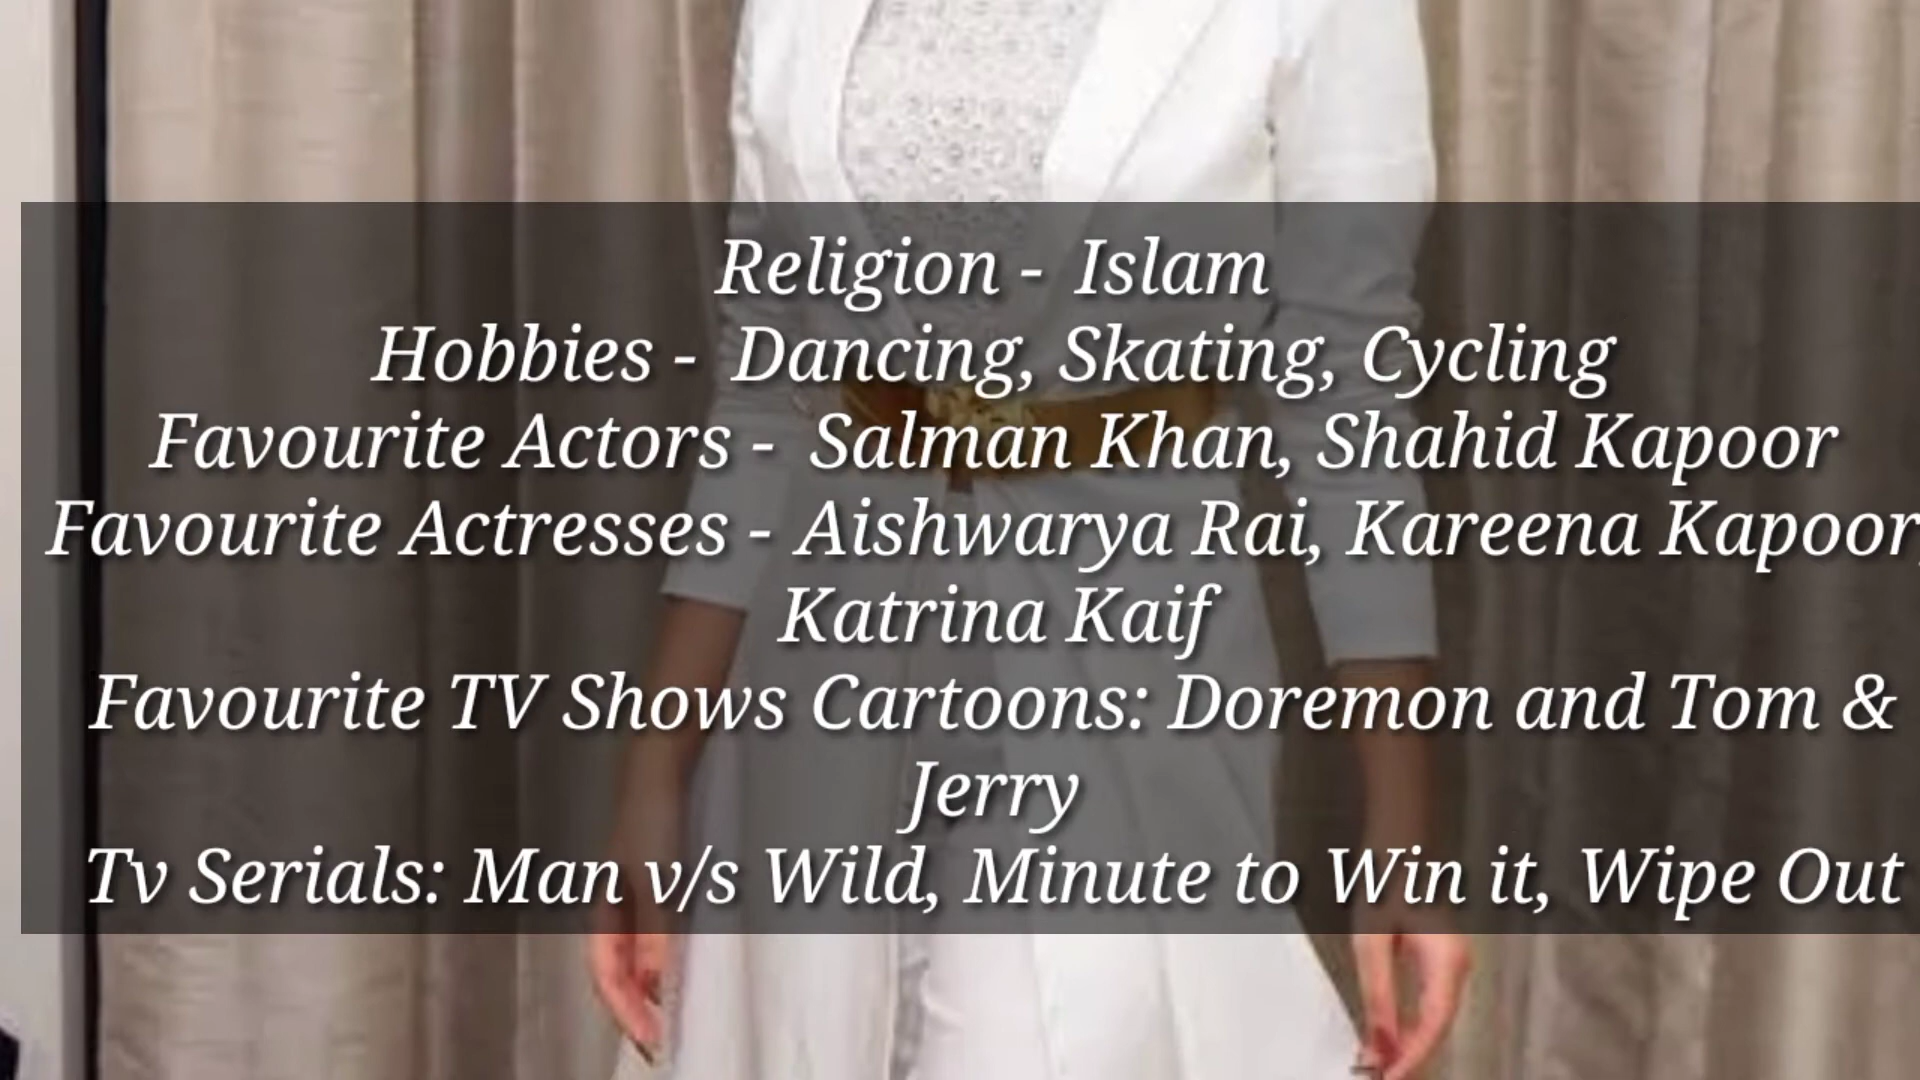 Religion - Islam
Hobbies - Dancing, Skating, Cycling
Favourite Actors - Salman Khan, Shahid Kapoor
Favourite Actresses - Aishwarya Rai, Kareena Kapoor,
Katrina Kaif
Favourite TV Shows Cartoons: Doremon and Tom &
Jerry
Tv Serials: Man v/s Wild, Minute to Win it, Wipe Out